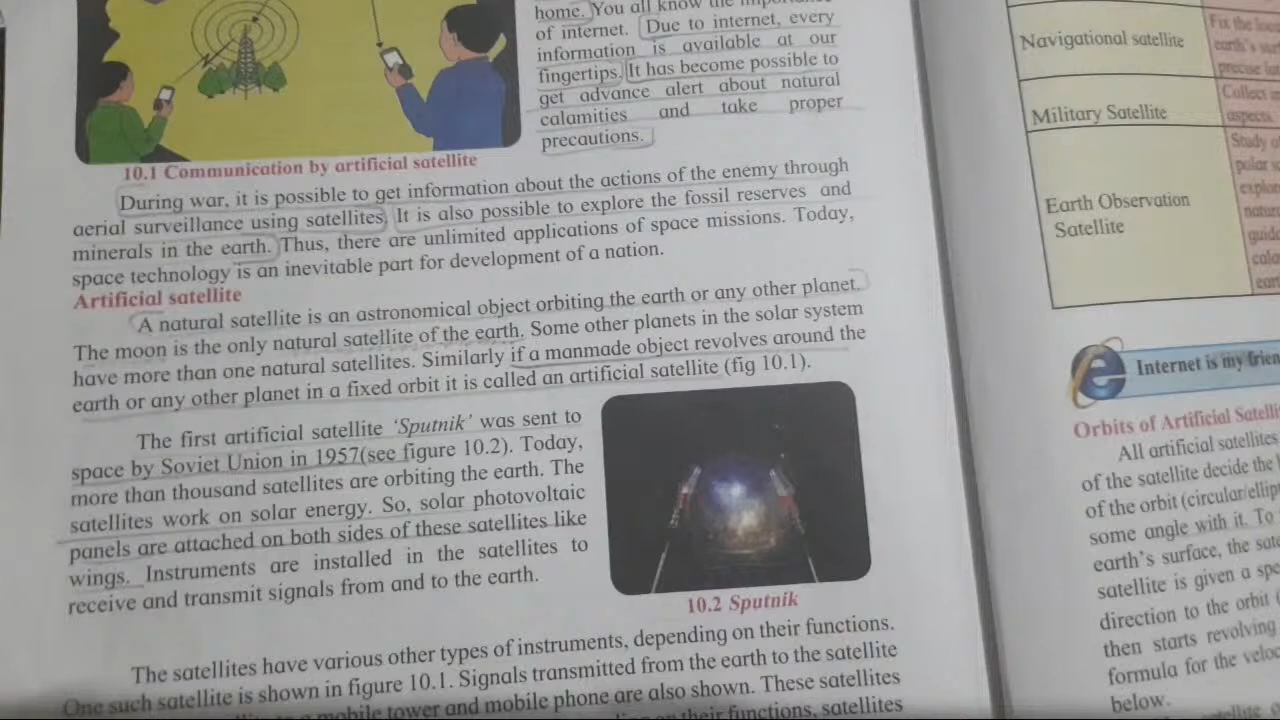 home. You all know the
of internet. Due to internet, every
information is available at our
fingertips. It has become possible to
get advance alert about natural
calamities and take proper
precautions.
10.1 Communication by artificial satellite
During war, it is possible to get information about the actions of the enemy through
aerial surveillance using satellites. It is also possible to explore the fossil reserves and
minerals in the earth. Thus, there are unlimited applications of space missions. Today,
space technology is an inevitable part for development of a nation.
Artificial satellite
A natural satellite is an astronomical object orbiting the earth or any other planet.
The moon is the only natural satellite of the earth. Some other planets in the solar system
have more than one natural satellites. Similarly if a manmade object revolves around the
earth or any other planet in a fixed orbit it is called an artificial satellite (fig 10.1).
The first artificial satellite ‘Sputnik’ was sent to
space by Soviet Union in 1957(see figure 10.2). Today,
more than thousand satellites are orbiting the earth. The
satellites work on solar energy. So, solar photovoltaic
panels are attached on both sides of these satellites like
wings. Instruments are installed in the satellites to
receive and transmit signals from and to the earth.
10.2 Sputnik
The satellites have various other types of instruments, depending on their functions.
One such satellite is shown in figure 10.1. Signals transmitted from the earth to the satellite
mobile tower and mobile phone are also shown. These satellites
their functions, satellites
Navigational satellite
Fix the
earth's
precise
Military Satellite
Collect
aspects
Earth Observation
Satellite
Study
polar
Internet is my
Orbits of Artificial
All artificial satellites
of the satellite decide the
of the orbit
some angle with it. To
earth's surface, the
satellite is given a
direction to the orbit
then starts revolving
formula for the
below.